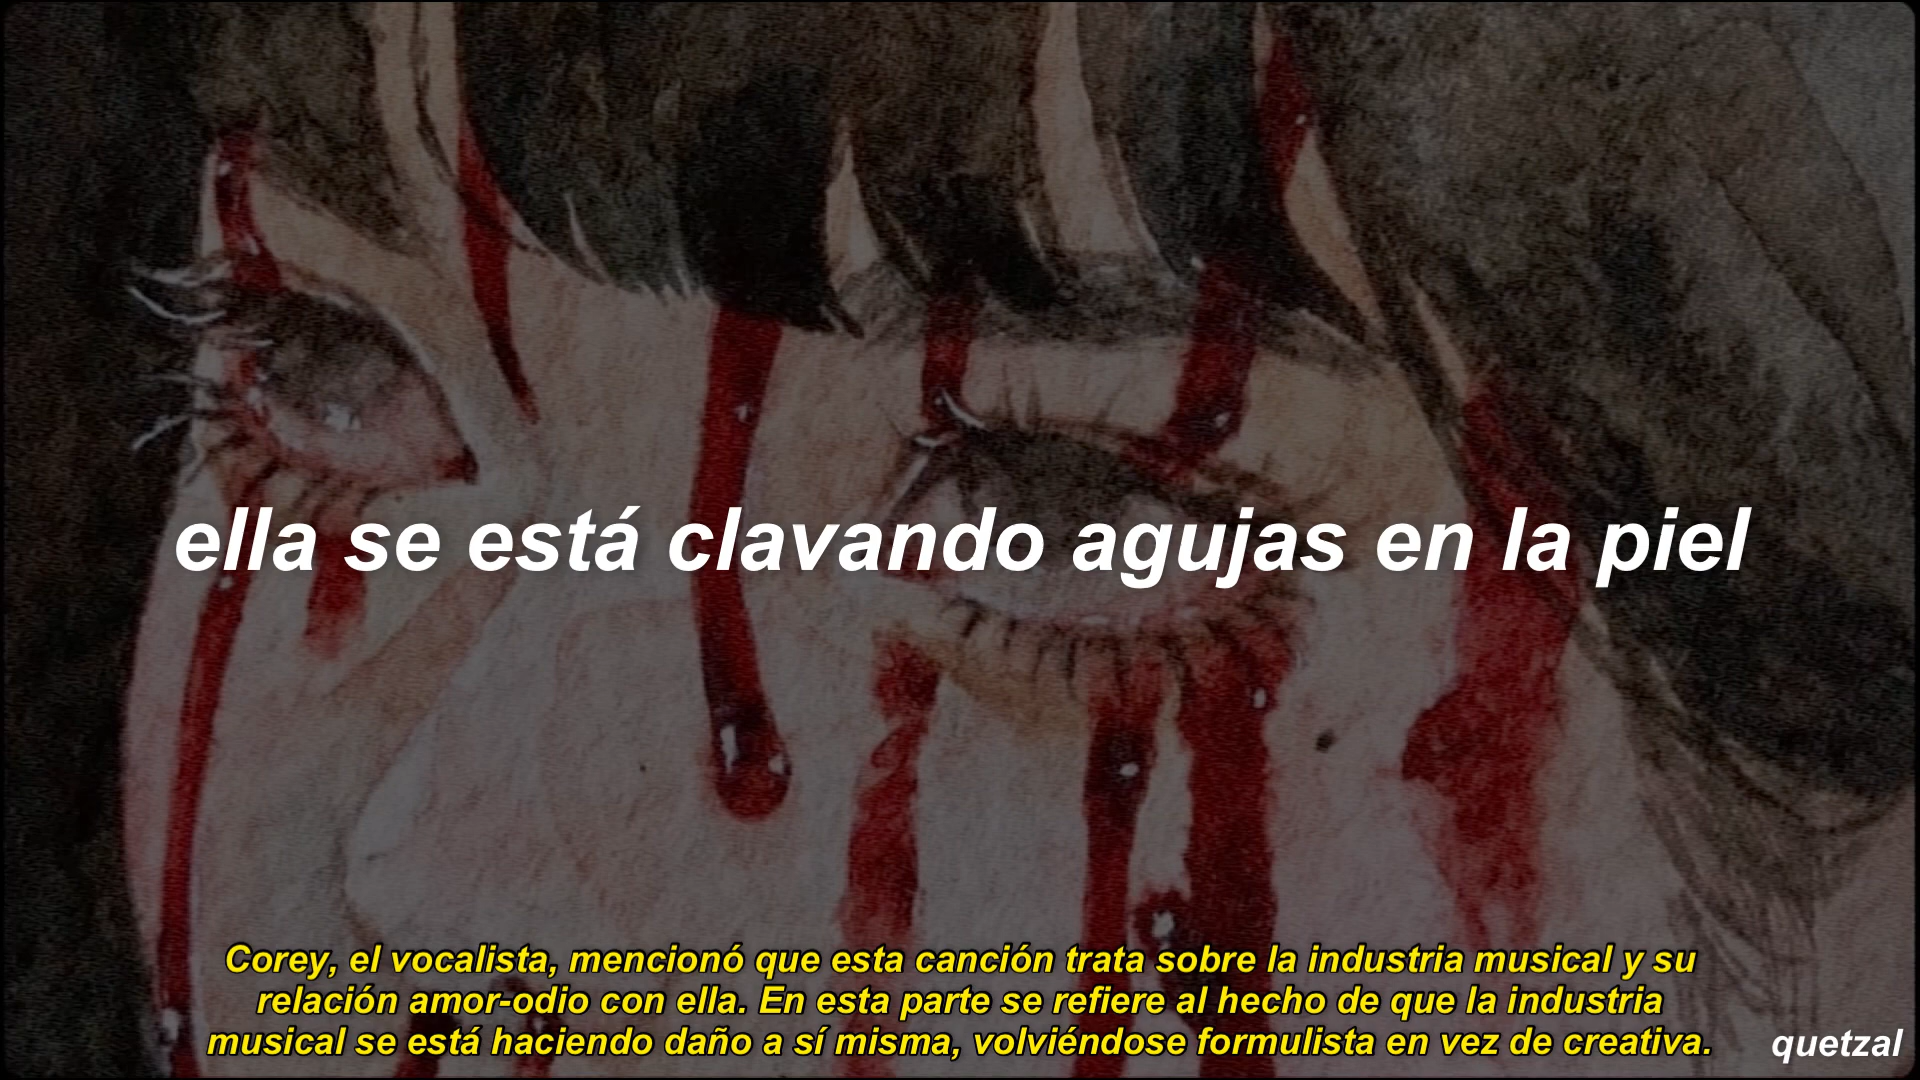 ella se está clavando agujas en la piel
Corey, el vocalista, mencionó que esta canción trata sobre la industria musical y su
relación amor-odio con ella. En esta parte se refiere al hecho de que la industria
musical se está haciendo daño a sí misma, volviéndose formulista en vez de creativa.
quetzal